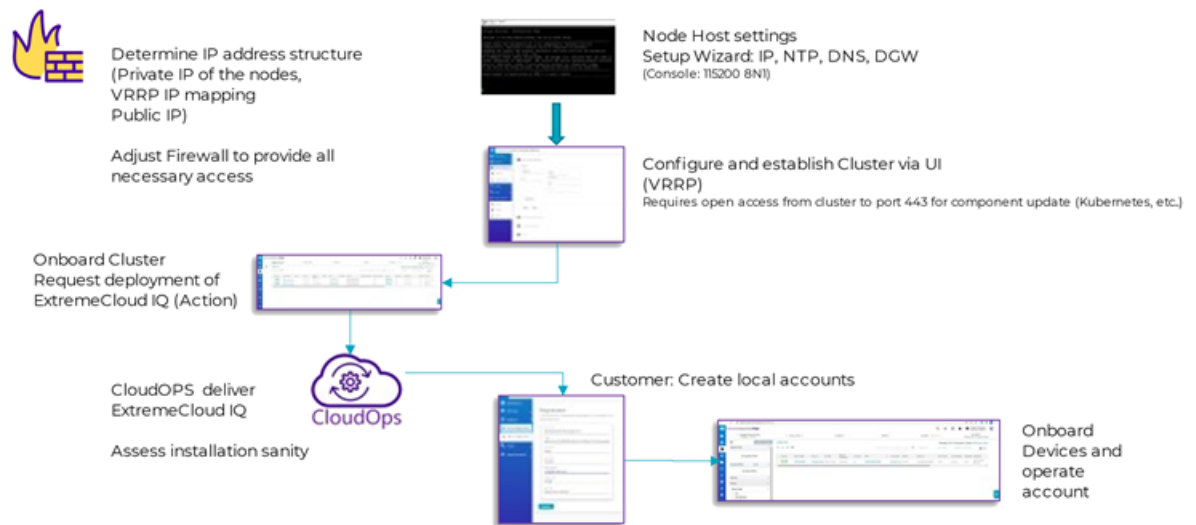 Determine IP address structure
(Private IP of the nodes,
VRRP IP mapping
Public IP)
Adjust Firewall to provide all
necessary access
Node Host settings
Setup Wizard: IP, NTP, DNS, DGW
(Console: 115200 8N1)
Configure and establish Cluster via UI
(VRRP)
Requires open access from cluster to port 443 for component update (Kubernetes, etc.)
Onboard Cluster
Request deployment of
ExtremeCloud IQ (Action)
CloudOPS deliver
ExtremeCloud IQ
Assess installation sanity
CloudOps
Customer: Create local accounts
Onboard
Devices and
operate
account